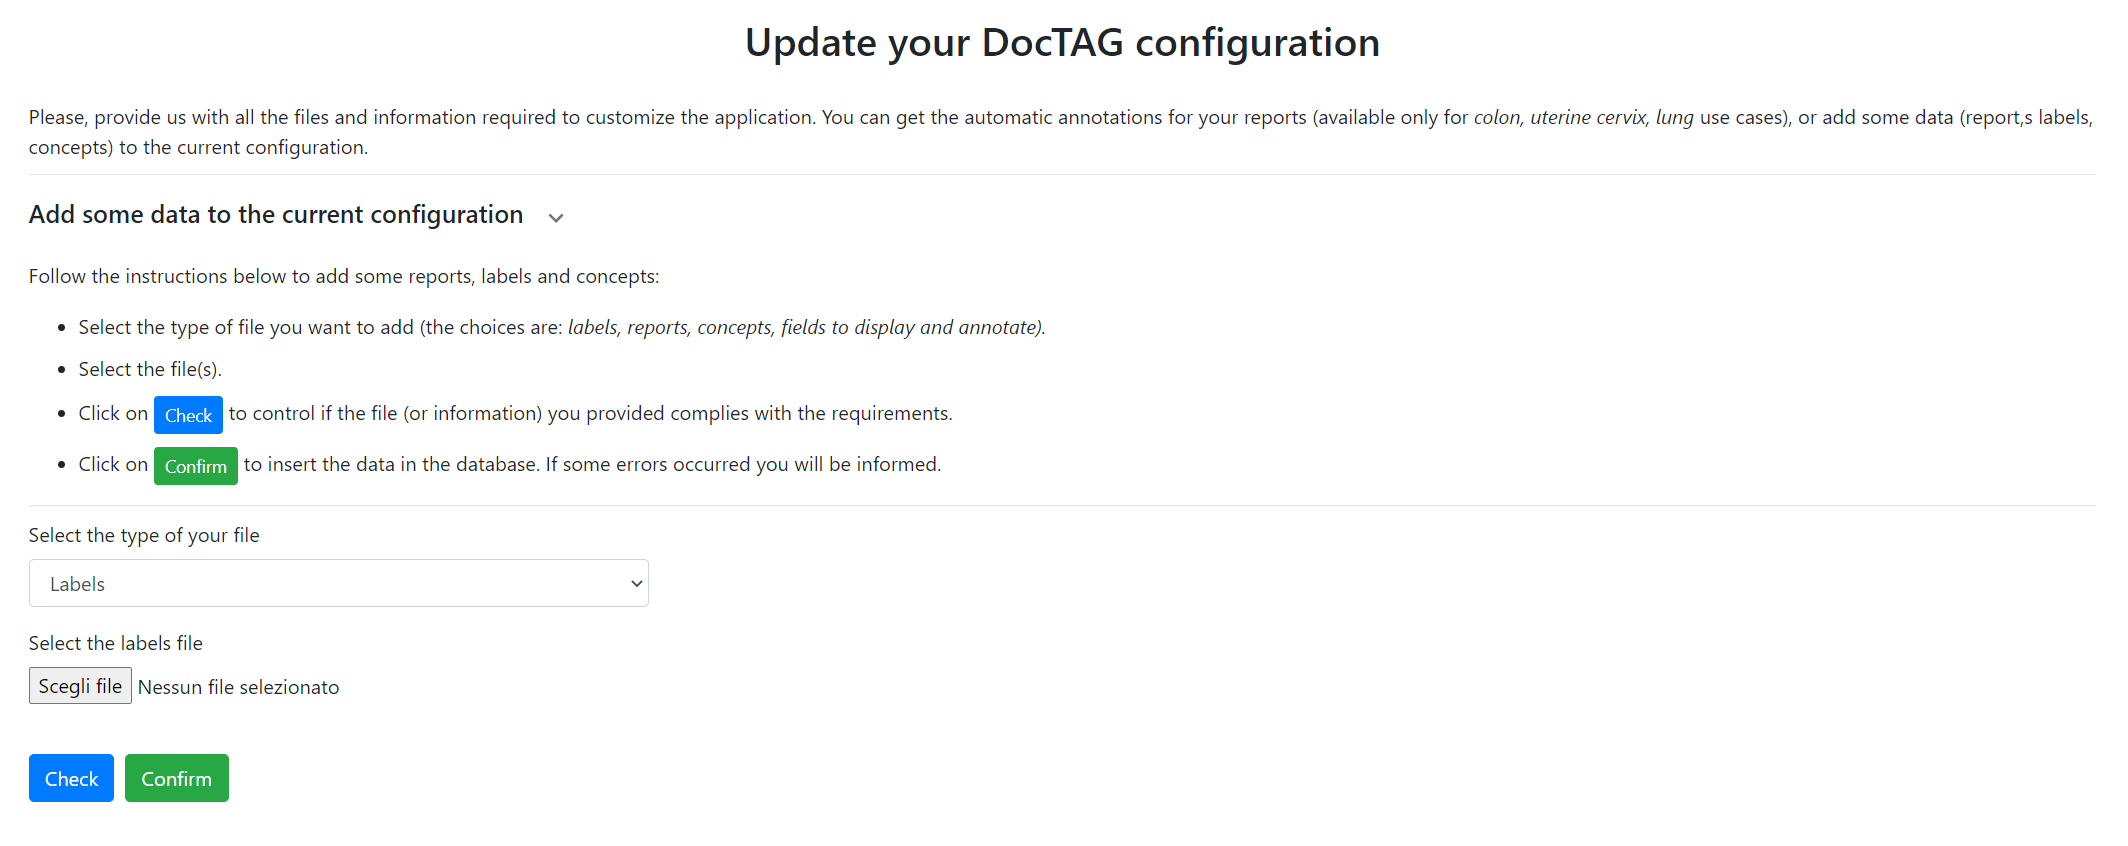 Update your DocTAG configuration
Please, provide us with all the files and information required to customize the application. You can get the automatic annotations for your reports (available only for colon, uterine cervix, lung use cases), or add some data (report,s labels,
concepts) to the current configuration.
Add some data to the current configuration
Follow the instructions below to add some reports, labels and concepts:
• Select the type of file you want to add (the choices are: labels, reports, concepts, fields to display and annotate).
• Select the file(s).
• Click on Check to control if the file (or information) you provided complies with the requirements.
• Click on Confirm to insert the data in the database. If some errors occurred you will be informed.
Select the type of your file
Labels
Select the labels file
Scegli file Nessun file selezionato
Check Confirm